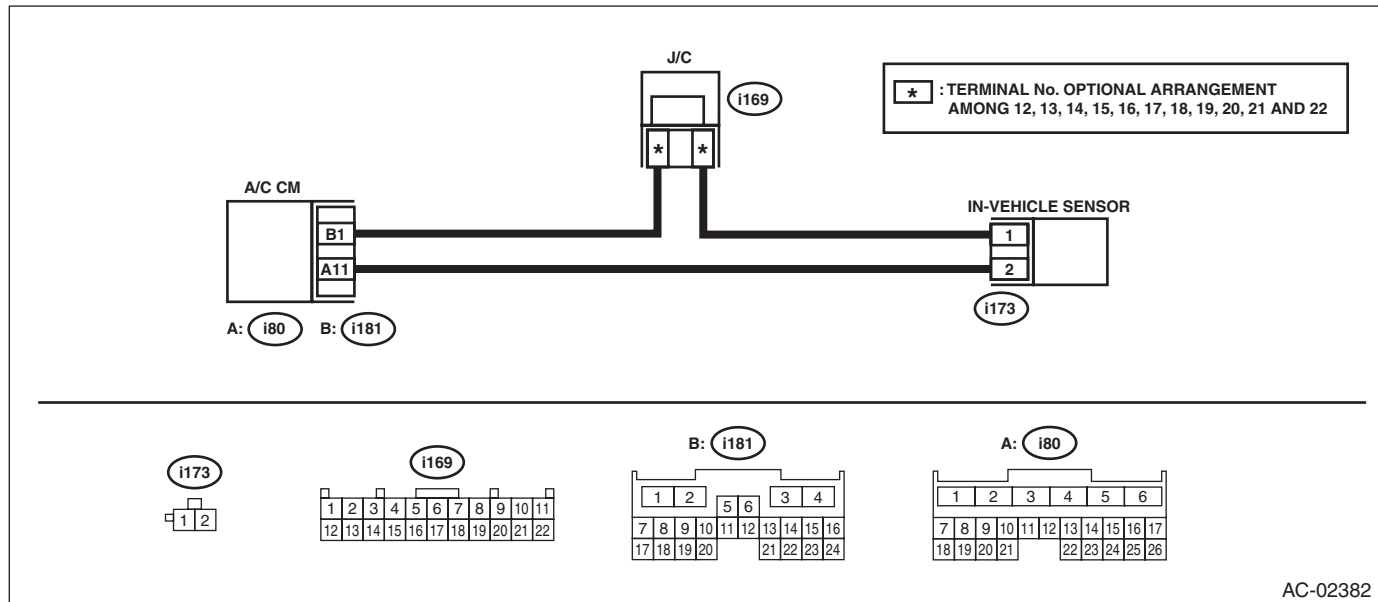 J/C
i169
* : TERMINAL No. OPTIONAL ARRANGEMENT
AMONG 12, 13, 14, 15, 16, 17, 18, 19, 20, 21 AND 22
* *
A/C CM
IN-VEHICLE SENSOR
B1
1
A11
2
i173
A: i80 B: i181
B: i181
A: i80
i173
i169
1 2
1 2 3 4 5 6 7 8 9 10 11
12 13 14 15 16 17 18 19 20 21 22
1 2 3 4
5 6
7 8 9 10 11 12 13 14 15 16
17 18 19 20 21 22 23 24
1 2 3 4 5 6
7 8 9 10 11 12 13 14 15 16 17
18 19 20 21 22 23 24 25 26
AC-02382